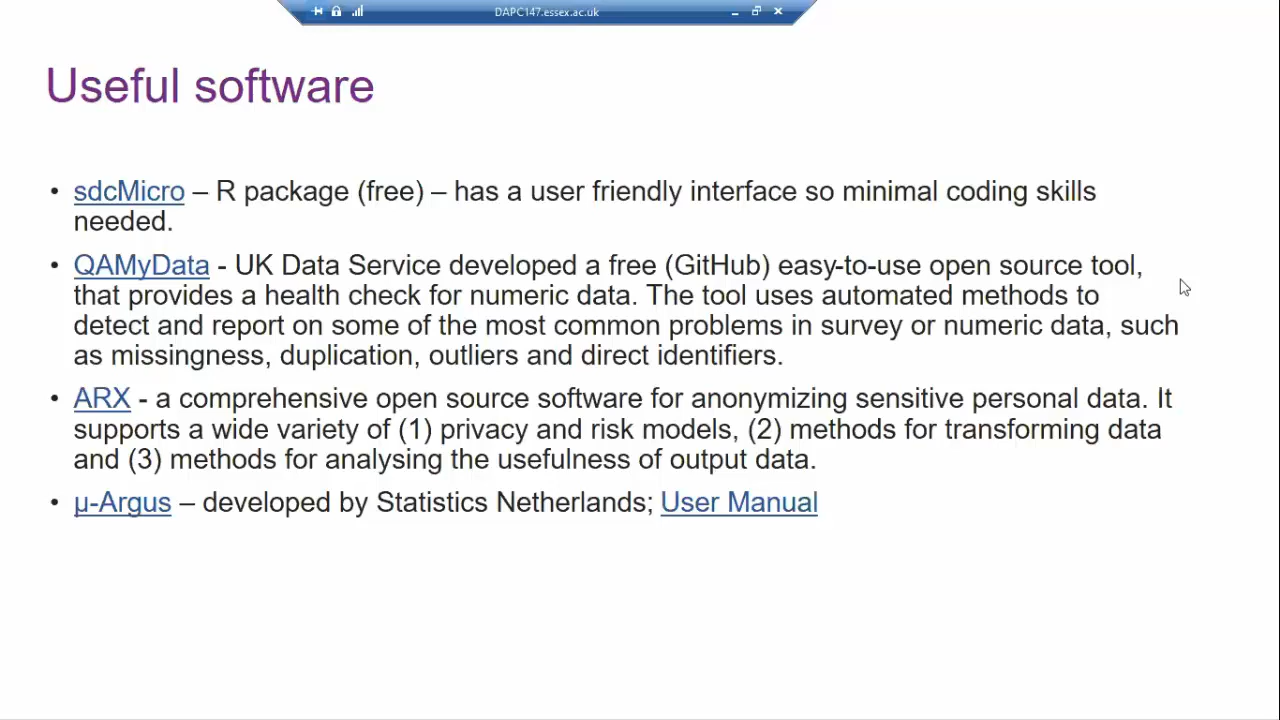 DAPC147.essex.ac.uk
Useful software
• sdcMicro – R package (free) – has a user friendly interface so minimal coding skills
needed.
• QAMyData - UK Data Service developed a free (GitHub) easy-to-use open source tool,
that provides a health check for numeric data. The tool uses automated methods to
detect and report on some of the most common problems in survey or numeric data, such
as missingness, duplication, outliers and direct identifiers.
• ARX - a comprehensive open source software for anonymizing sensitive personal data. It
supports a wide variety of (1) privacy and risk models, (2) methods for transforming data
and (3) methods for analysing the usefulness of output data.
• µ-Argus – developed by Statistics Netherlands; User Manual